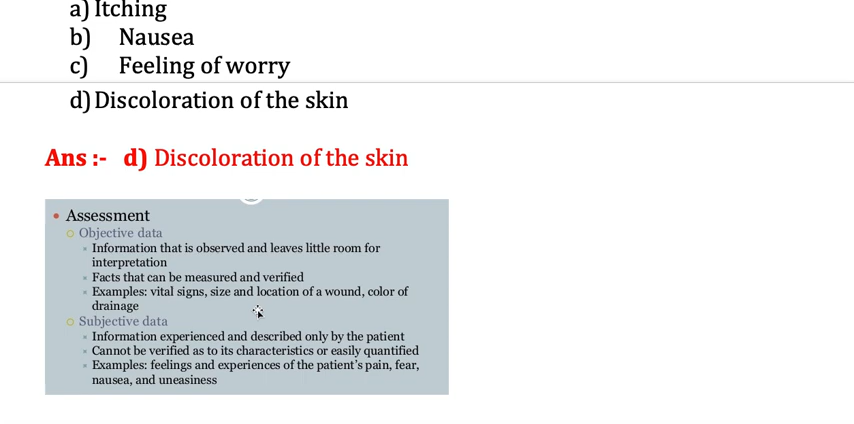 a) Itching
b) Nausea
c) Feeling of worry
d) Discoloration of the skin
Ans :- d) Discoloration of the skin
• Assessment
Objective data
Information that is observed and leaves little room for
interpretation
Facts that can be measured and verified
Examples: vital signs, size and location of a wound, color of
drainage
Subjective data
Information experienced and described only by the patient
Cannot be verified as to its characteristics or easily quantified
Examples: feelings and experiences of the patient's pain, fear,
nausea, and uneasiness